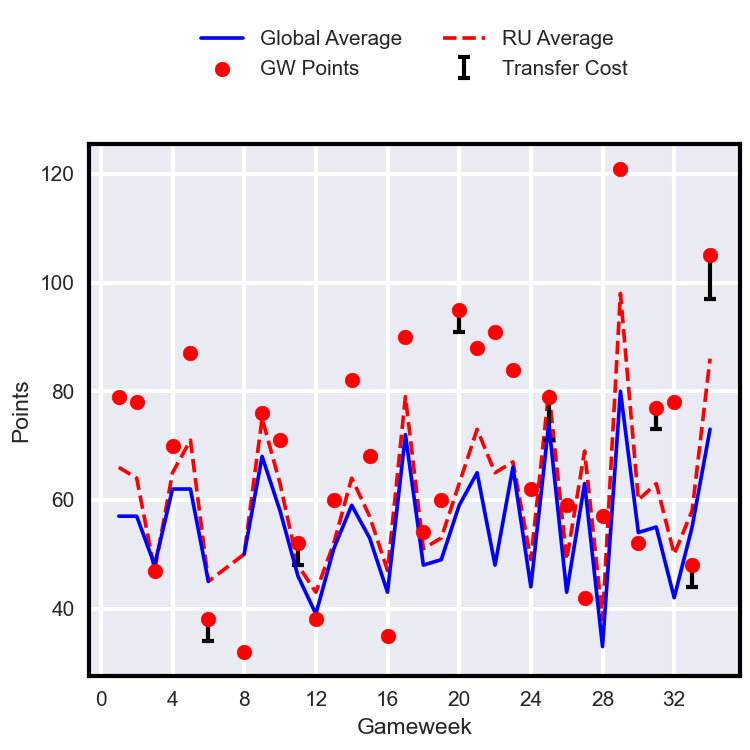 Global Average RU Average
GW Points Transfer Cost
120
100
80
60
40
Points
0 4 8 12 16 20 24 28 32
Gameweek